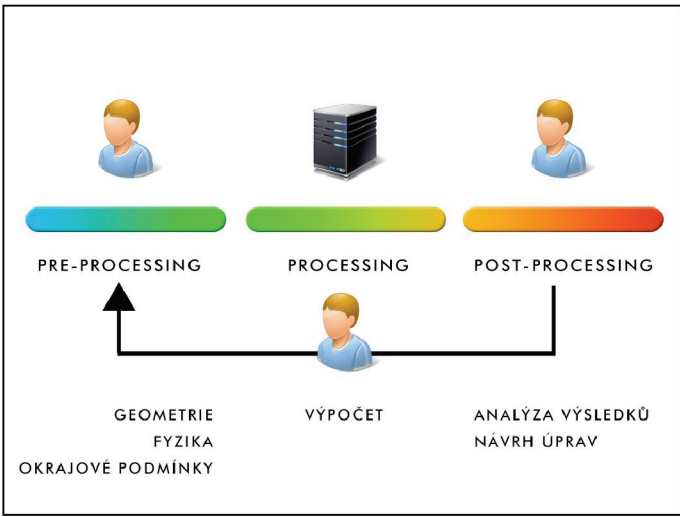 PRE-PROCESSING
PROCESSING
POST-PROCESSING
GEOMETRIE
FYZIKA
OKRAJOVÉ PODMÍNKY
VÝPOČET
ANALÝZA VÝSLEDKŮ
NÁVRH ÚPRAV